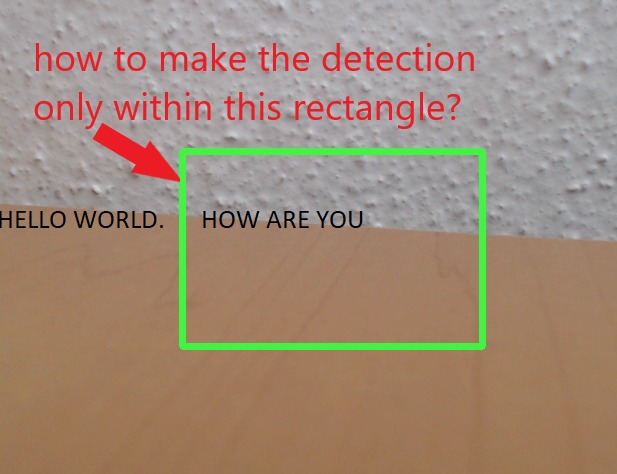 how to make the detection
only within this rectangle?
HELLO WORLD. HOW ARE YOU